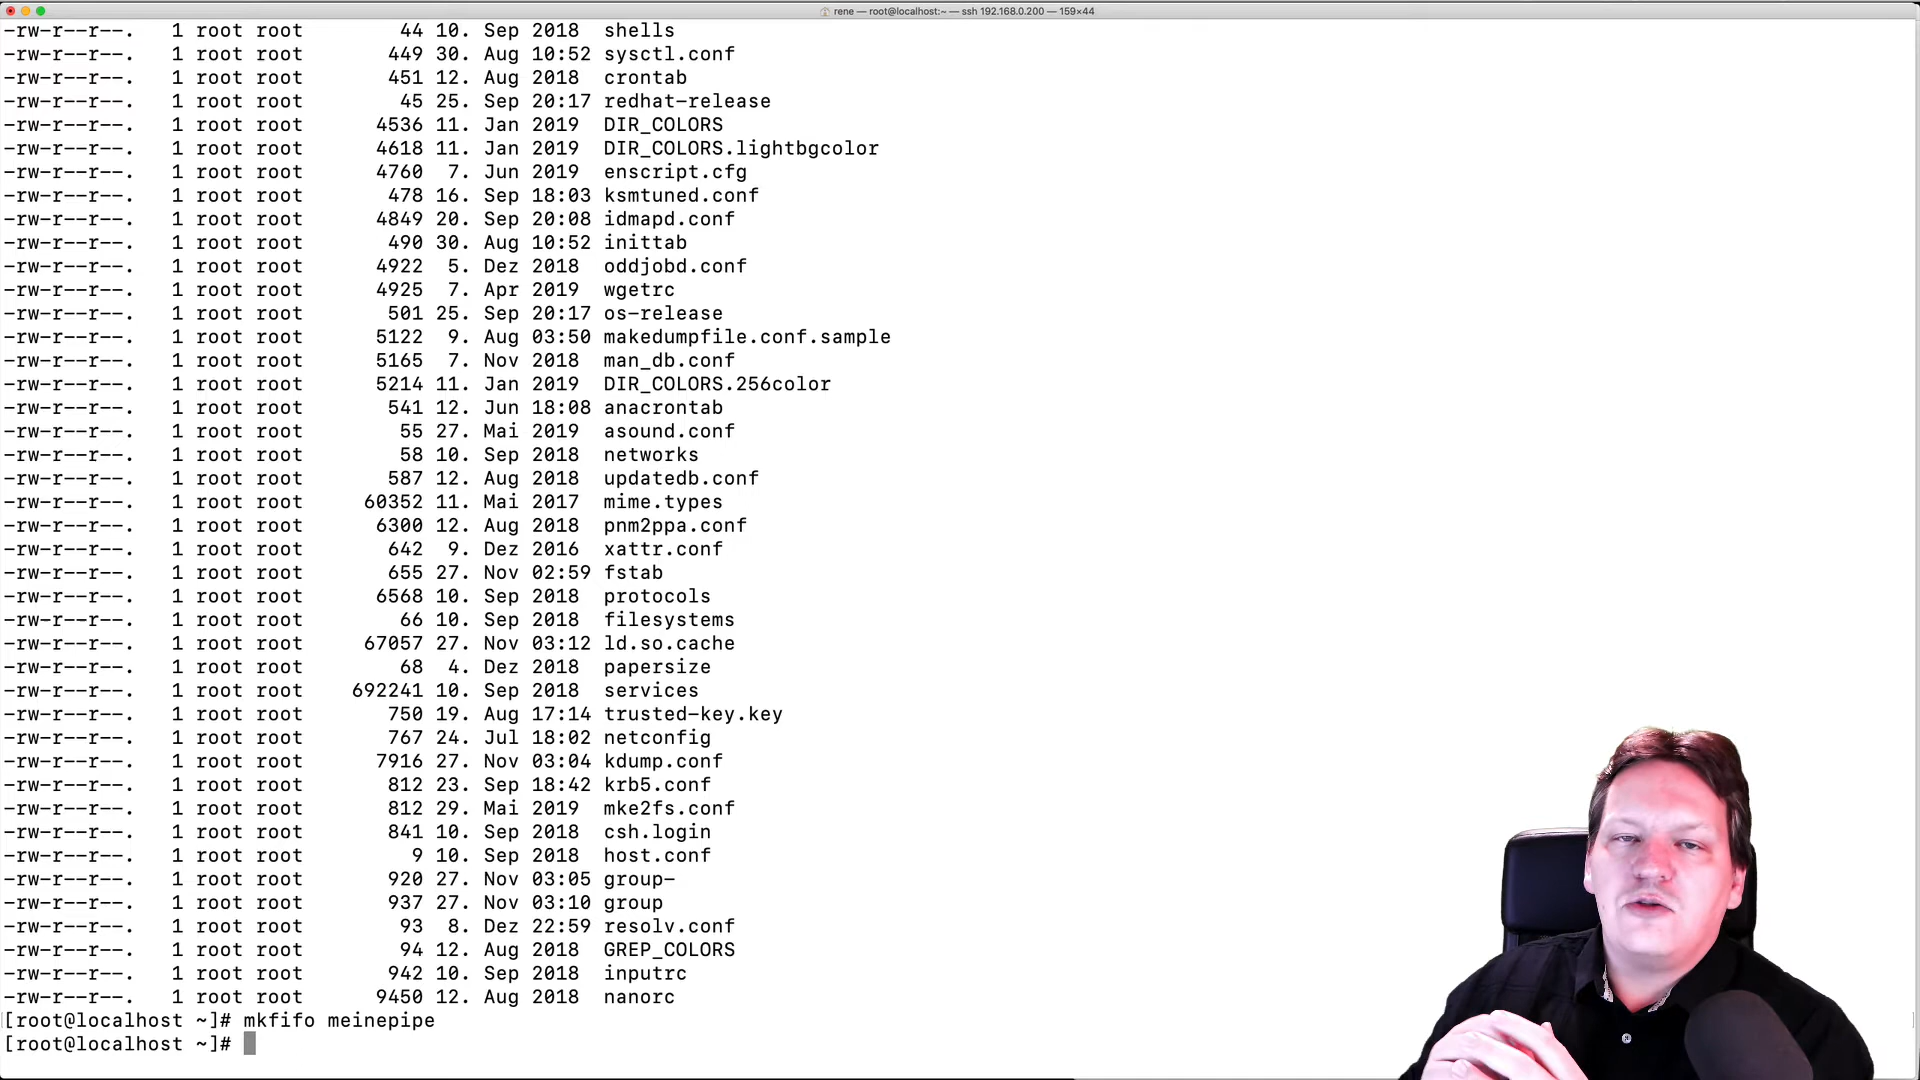 rene — root@localhost:~ — ssh 192.168.0.200 — 159×44
-rw-r--r--.   1 root root        44 10. Sep 2018  shells
-rw-r--r--.   1 root root       449 30. Aug 10:52 sysctl.conf
-rw-r--r--.   1 root root       451 12. Aug 2018  crontab
-rw-r--r--.   1 root root        45 25. Sep 20:17 redhat-release
-rw-r--r--.   1 root root      4536 11. Jan 2019  DIR_COLORS
-rw-r--r--.   1 root root      4618 11. Jan 2019  DIR_COLORS.lightbgcolor
-rw-r--r--.   1 root root      4760  7. Jun 2019  enscript.cfg
-rw-r--r--.   1 root root       478 16. Sep 18:03 ksmtuned.conf
-rw-r--r--.   1 root root      4849 20. Sep 20:08 idmapd.conf
-rw-r--r--.   1 root root       490 30. Aug 10:52 inittab
-rw-r--r--.   1 root root      4922  5. Dez 2018  oddjobd.conf
-rw-r--r--.   1 root root      4925  7. Apr 2019  wgetrc
-rw-r--r--.   1 root root       501 25. Sep 20:17 os-release
-rw-r--r--.   1 root root      5122  9. Aug 03:50 makedumpfile.conf.sample
-rw-r--r--.   1 root root      5165  7. Nov 2018  man_db.conf
-rw-r--r--.   1 root root      5214 11. Jan 2019  DIR_COLORS.256color
-rw-r--r--.   1 root root       541 12. Jun 18:08 anacrontab
-rw-r--r--.   1 root root        55 27. Mai 2019  asound.conf
-rw-r--r--.   1 root root        58 10. Sep 2018  networks
-rw-r--r--.   1 root root       587 12. Aug 2018  updatedb.conf
-rw-r--r--.   1 root root     60352 11. Mai 2017  mime.types
-rw-r--r--.   1 root root      6300 12. Aug 2018  pnm2ppa.conf
-rw-r--r--.   1 root root       642  9. Dez 2016  xattr.conf
-rw-r--r--.   1 root root       655 27. Nov 02:59 fstab
-rw-r--r--.   1 root root      6568 10. Sep 2018  protocols
-rw-r--r--.   1 root root        66 10. Sep 2018  filesystems
-rw-r--r--.   1 root root     67057 27. Nov 03:12 ld.so.cache
-rw-r--r--.   1 root root        68  4. Dez 2018  papersize
-rw-r--r--.   1 root root    692241 10. Sep 2018  services
-rw-r--r--.   1 root root       750 19. Aug 17:14 trusted-key.key
-rw-r--r--.   1 root root       767 24. Jul 18:02 netconfig
-rw-r--r--.   1 root root      7916 27. Nov 03:04 kdump.conf
-rw-r--r--.   1 root root       812 23. Sep 18:42 krb5.conf
-rw-r--r--.   1 root root       812 29. Mai 2019  mke2fs.conf
-rw-r--r--.   1 root root       841 10. Sep 2018  csh.login
-rw-r--r--.   1 root root         9 10. Sep 2018  host.conf
-rw-r--r--.   1 root root       920 27. Nov 03:05 group-
-rw-r--r--.   1 root root       937 27. Nov 03:10 group
-rw-r--r--.   1 root root        93  8. Dez 22:59 resolv.conf
-rw-r--r--.   1 root root        94 12. Aug 2018  GREP_COLORS
-rw-r--r--.   1 root root       942 10. Sep 2018  inputrc
-rw-r--r--.   1 root root      9450 12. Aug 2018  nanorc
[root@localhost ~]# mkfifo meinepipe
[root@localhost ~]#